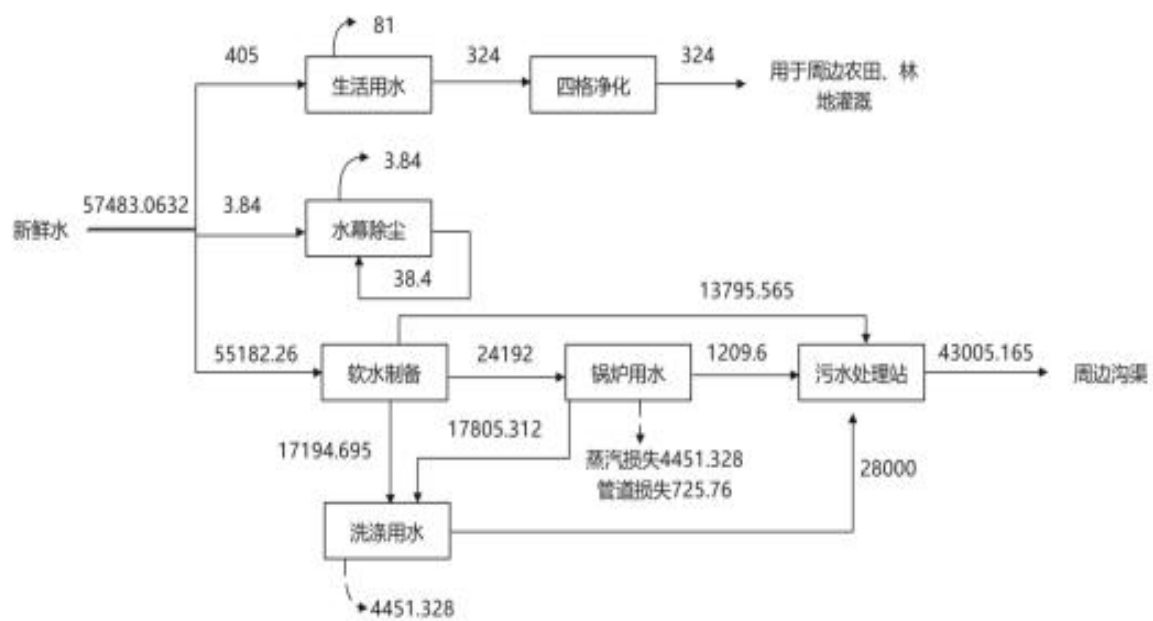 81
405
324
324
生活用水
四格净化
用于周边农田、林
地灌溉
3.84
57483.0632
3.84
新鲜水
水幕除尘
38.4
13795.565
55182.26
24192
1209.6
43005.165
软水制备
锅炉用水
污水处理站
周边沟渠
17194.695
17805.312
蒸汽损失4451.328
管道损失725.76
28000
洗涤用水
4451.328